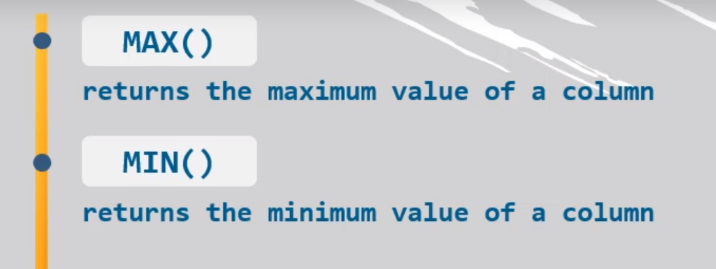 MAX()
returns the maximum value of a column
MIN()
returns the minimum value of a column